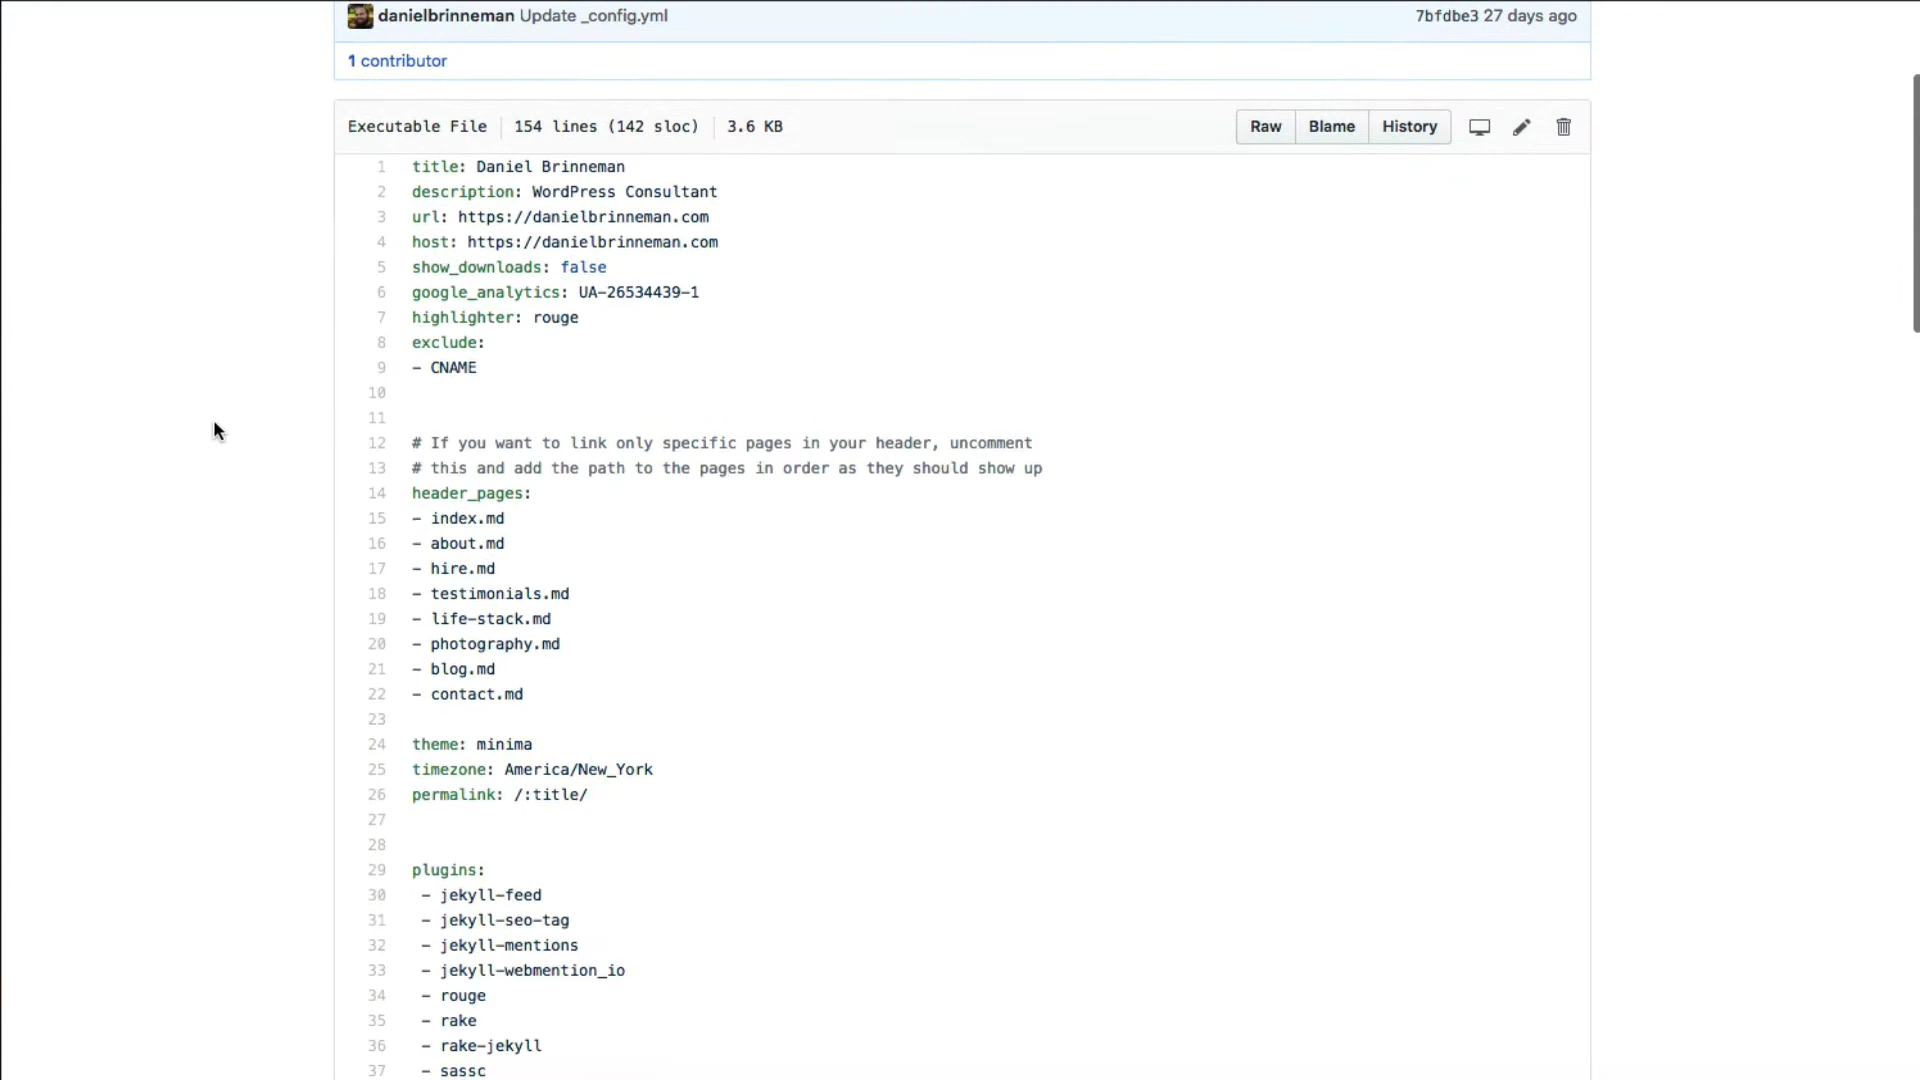 danielbrinneman Update _config.yml 7bfdbe3 27 days ago
1 contributor
Executable File 154 lines (142 sloc) 3.6 KB Raw Blame History
1 title: Daniel Brinneman
2 description: WordPress Consultant
3 url: https://danielbrinneman.com
4 host: https://danielbrinneman.com
5 show_downloads: false
6 google_analytics: UA-26534439-1
7 highlighter: rouge
8 exclude:
9 - CNAME
10
11
12 # If you want to link only specific pages in your header, uncomment
13 # this and add the path to the pages in order as they should show up
14 header_pages:
15 - index.md
16 - about.md
17 - hire.md
18 - testimonials.md
19 - life-stack.md
20 - photography.md
21 - blog.md
22 - contact.md
23
24 theme: minima
25 timezone: America/New_York
26 permalink: /:title/
27
28
29 plugins:
30 - jekyll-feed
31 - jekyll-seo-tag
32 - jekyll-mentions
33 - jekyll-webmention_io
34 - rouge
35 - rake
36 - rake-jekyll
37 - sassc